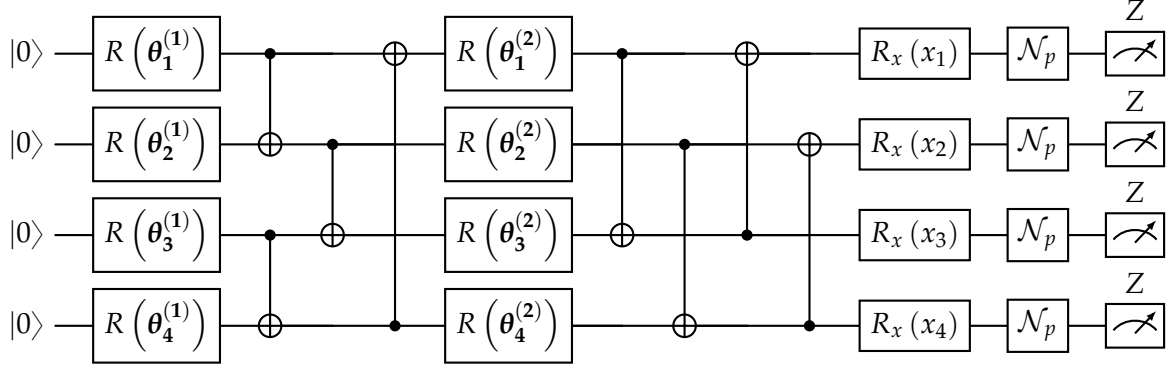 Z
|0⟩ R(θ₁⁽¹⁾) R(θ₁⁽²⁾) Rₓ(x₁) 𝒩ₚ
Z
|0⟩ R(θ₂⁽¹⁾) R(θ₂⁽²⁾) Rₓ(x₂) 𝒩ₚ
Z
|0⟩ R(θ₃⁽¹⁾) R(θ₃⁽²⁾) Rₓ(x₃) 𝒩ₚ
Z
|0⟩ R(θ₄⁽¹⁾) R(θ₄⁽²⁾) Rₓ(x₄) 𝒩ₚ